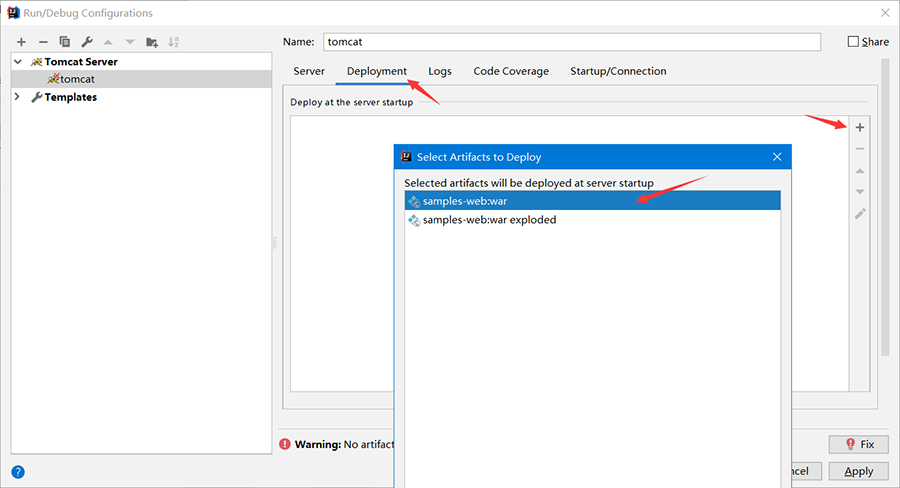 Run/Debug Configurations
Name: tomcat
Share
Tomcat Server
tomcat
Templates
Server Deployment Logs Code Coverage Startup/Connection
Deploy at the server startup
Select Artifacts to Deploy
Selected artifacts will be deployed at server startup
samples-web:war
samples-web:war exploded
Warning: No artifact
Fix
ncel
Apply